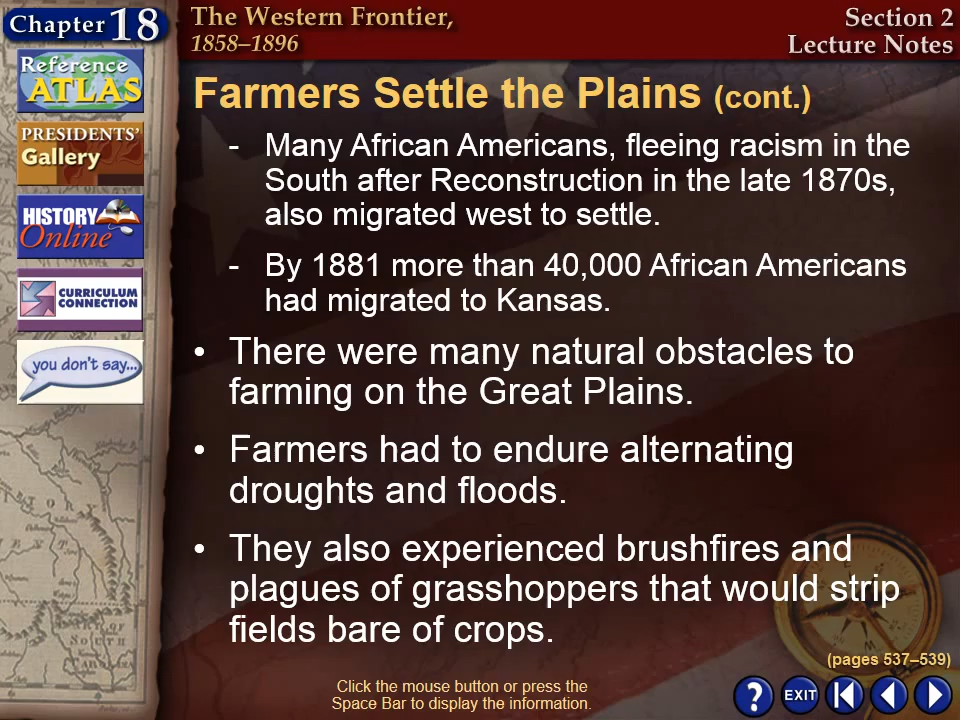 Chapter 18
The Western Frontier,
1858–1896
Section 2
Lecture Notes
Reference
ATLAS
PRESIDENTS'
Gallery
HISTORY
Online
CURRICULUM
CONNECTION
you don't say...
Farmers Settle the Plains (cont.)
- Many African Americans, fleeing racism in the
South after Reconstruction in the late 1870s,
also migrated west to settle.
- By 1881 more than 40,000 African Americans
had migrated to Kansas.
• There were many natural obstacles to
farming on the Great Plains.
• Farmers had to endure alternating
droughts and floods.
• They also experienced brushfires and
plagues of grasshoppers that would strip
fields bare of crops.
(pages 537–539)
Click the mouse button or press the
Space Bar to display the information.
?
EXIT